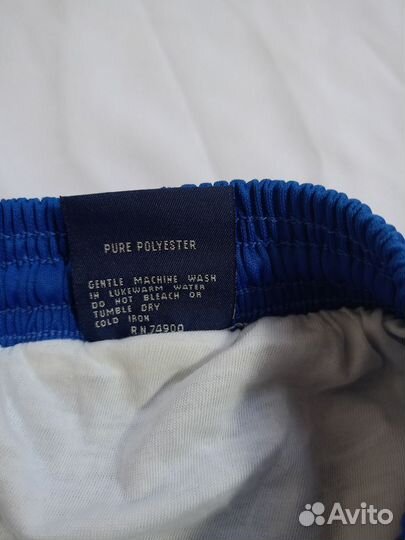 PURE POLYESTER
GENTLE MACHINE WASH
IN LUKEWARM WATER
DO NOT BLEACH OR
TUMBLE DRY
COLD IRON
RN 74900
Avito